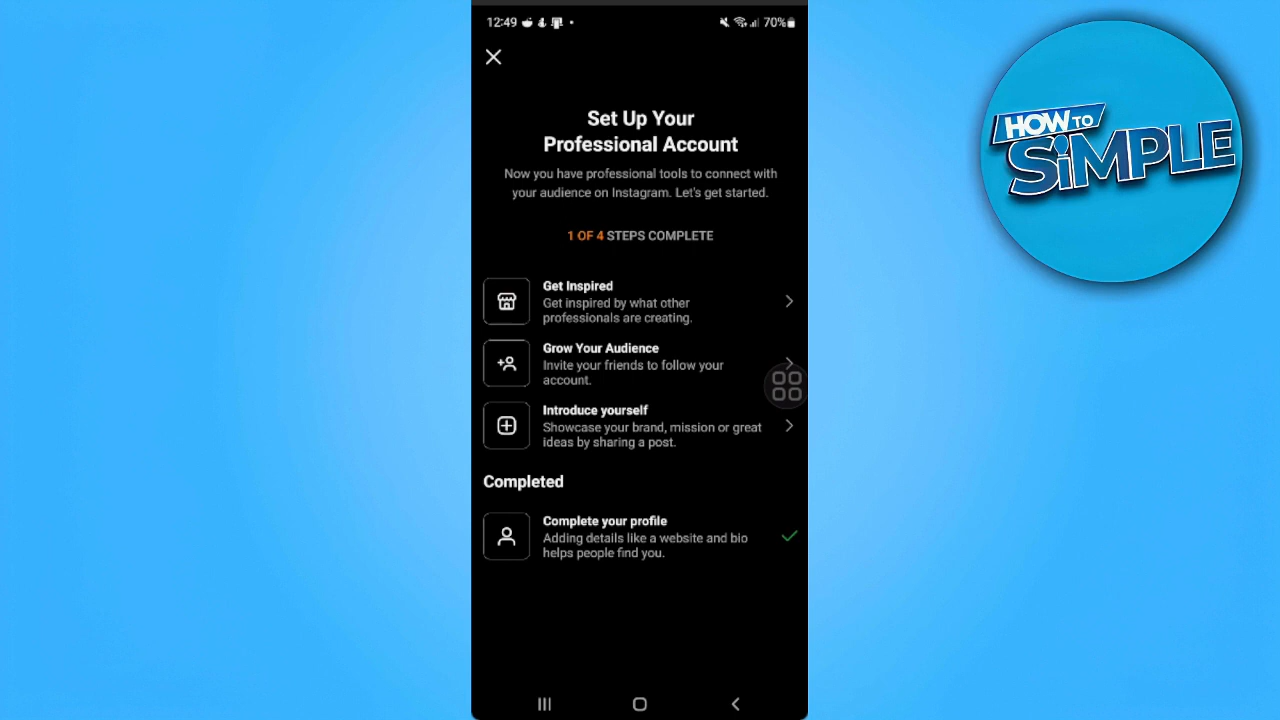 12:49
70%
Set Up Your
Professional Account
Now you have professional tools to connect with
your audience on Instagram. Let's get started.
1 OF 4 STEPS COMPLETE
Get Inspired
Get inspired by what other
professionals are creating.
Grow Your Audience
Invite your friends to follow your
account.
Introduce yourself
Showcase your brand, mission or great
ideas by sharing a post.
Completed
Complete your profile
Adding details like a website and bio
helps people find you.
HOW TO
SiMPLE